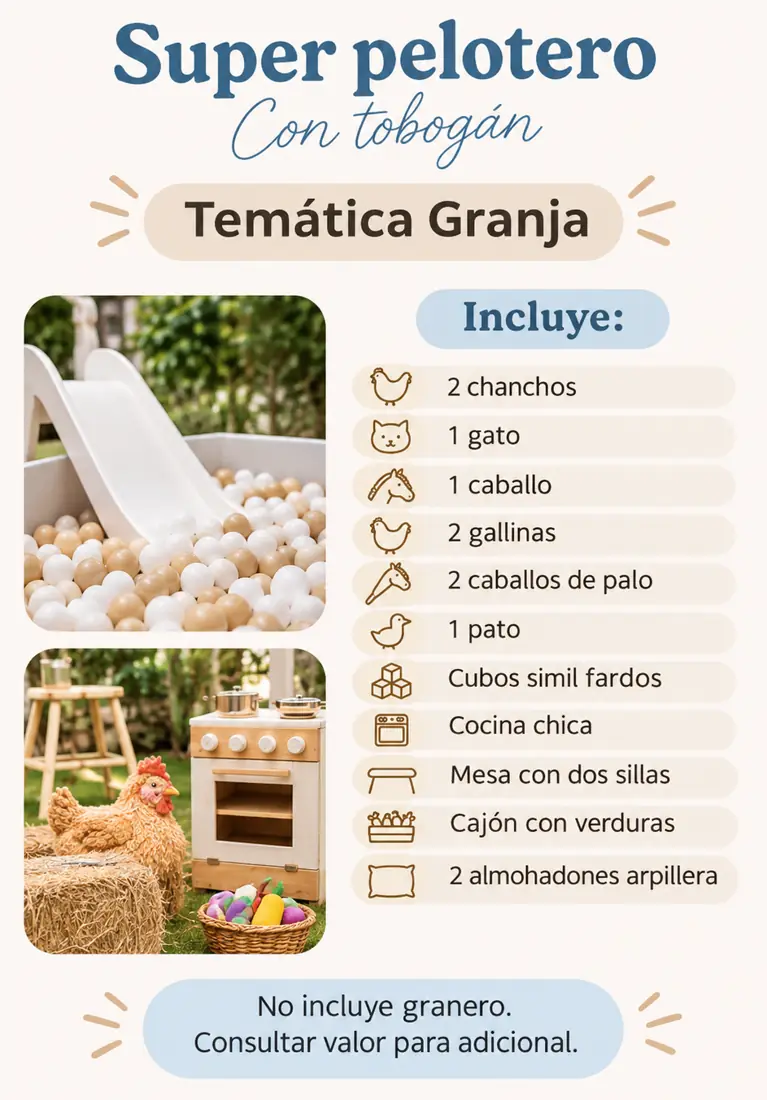 Super pelotero
Con tobogán
Temática Granja
Incluye:
2 chanchos
1 gato
1 caballo
2 gallinas
2 caballos de palo
1 pato
Cubos simil fardos
Cocina chica
Mesa con dos sillas
Cajón con verduras
2 almohadones arpillera
No incluye granero.
Consultar valor para adicional.